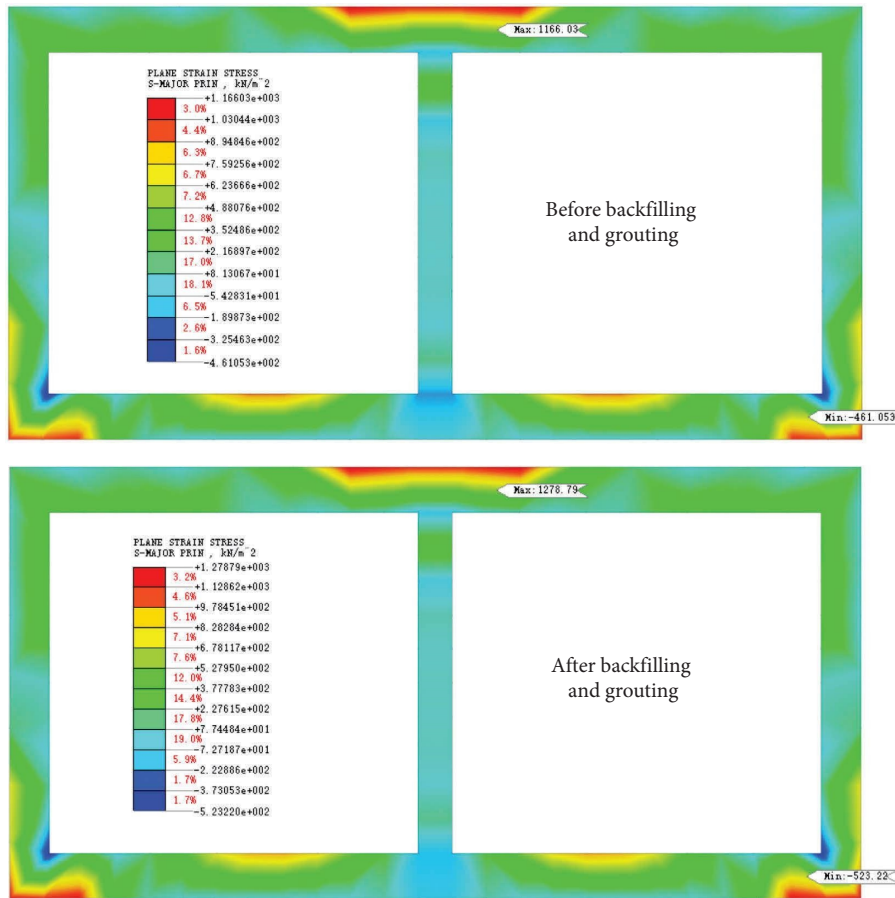 Max:1166.03
PLANE STRAIN STRESS
S-MAJOR PRIN , kN/m^2
+1.16603e+003
3.0%
+1.03044e+003
4.4%
+8.94846e+002
6.3%
+7.59256e+002
6.7%
+6.23666e+002
7.2%
+4.88076e+002
12.8%
+3.52486e+002
13.7%
+2.16897e+002
17.0%
+8.13067e+001
18.1%
-5.42831e+001
6.5%
-1.89873e+002
2.6%
-3.25463e+002
1.6%
-4.61053e+002
Before backfilling
and grouting
Min:-461.053
Max:1278.79
PLANE STRAIN STRESS
S-MAJOR PRIN , kN/m^2
+1.27879e+003
3.2%
+1.12862e+003
4.6%
+9.78451e+002
5.1%
+8.28284e+002
7.1%
+6.78117e+002
7.6%
+5.27950e+002
12.0%
+3.77783e+002
14.4%
+2.27615e+002
17.8%
+7.74484e+001
19.0%
-7.27187e+001
5.9%
-2.22886e+002
1.7%
-3.73053e+002
1.7%
-5.23220e+002
After backfilling
and grouting
Min:-523.22